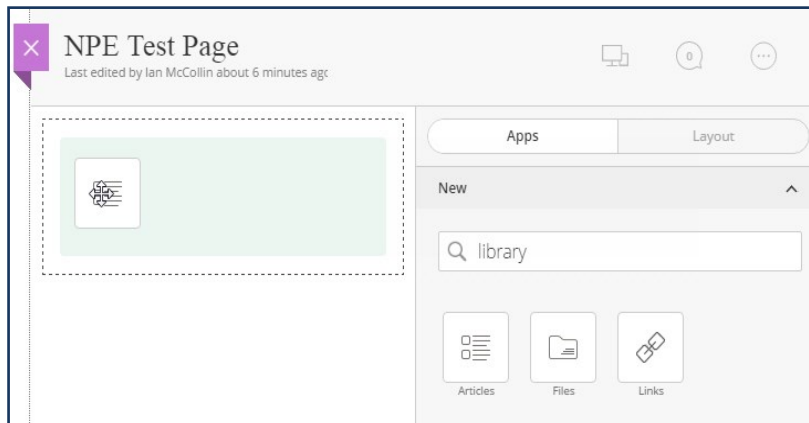 NPE Test Page
Last edited by Ian McCollin about 6 minutes ago
0
Apps
Layout
New
library
Articles
Files
Links